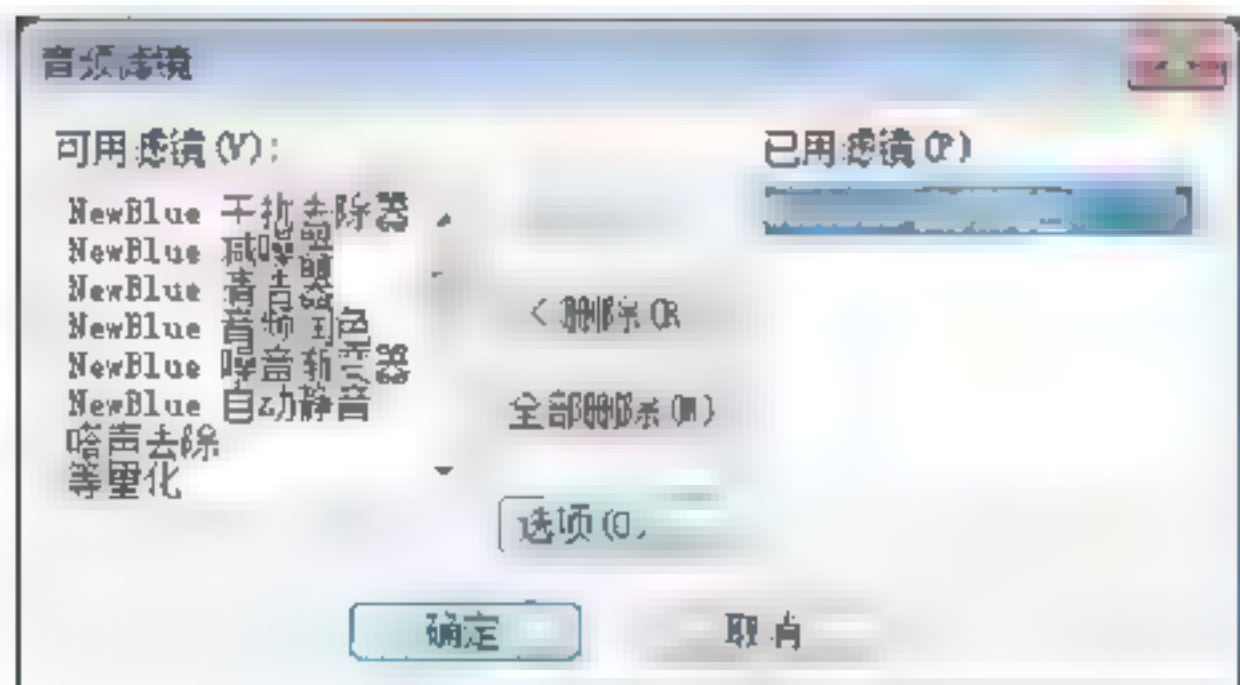 音频滤镜
可用滤镜(V):
已用滤镜(P)
NewBlue 干扰去除器
NewBlue 减噪器
NewBlue 清洁器
NewBlue 音频润色
NewBlue 噪音渐亮器
NewBlue 自动静音
嗒声去除
等量化
<删除(R
全部删除(M)
选项(O)
确定
取消